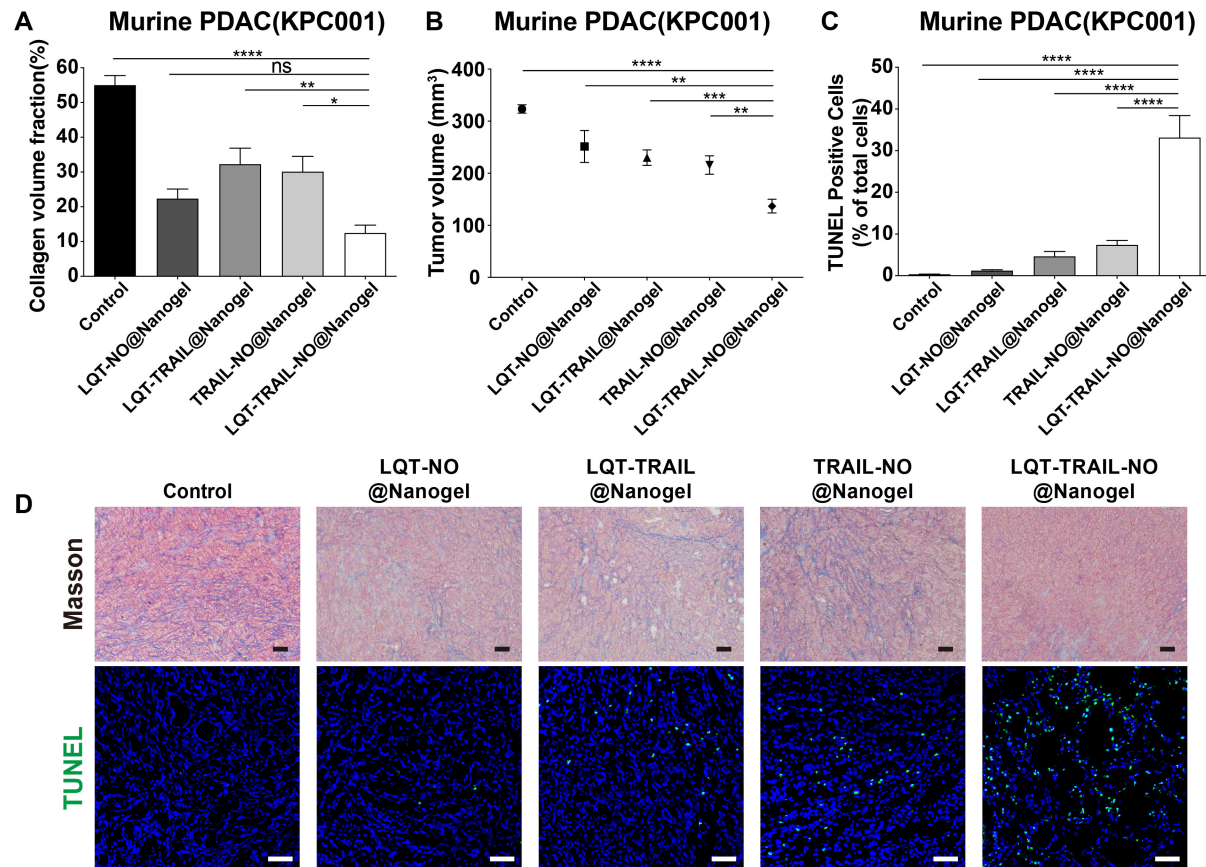 A
Murine PDAC(KPC001)
Collagen volume fraction(%)
60
50
40
30
20
10
0
****
ns
**
*
Control
LQT-NO@Nanogel
LQT-TRAIL@Nanogel
TRAIL-NO@Nanogel
LQT-TRAIL-NO@Nanogel
B
Murine PDAC(KPC001)
Tumor volume (mm³)
400
300
200
100
0
****
**
***
**
Control
LQT-NO@Nanogel
LQT-TRAIL@Nanogel
TRAIL-NO@Nanogel
LQT-TRAIL-NO@Nanogel
C
Murine PDAC(KPC001)
TUNEL Positive Cells
(% of total cells)
50
40
30
20
10
0
****
****
****
****
Control
LQT-NO@Nanogel
LQT-TRAIL@Nanogel
TRAIL-NO@Nanogel
LQT-TRAIL-NO@Nanogel
D
Control
LQT-NO
@Nanogel
LQT-TRAIL
@Nanogel
TRAIL-NO
@Nanogel
LQT-TRAIL-NO
@Nanogel
Masson
TUNEL